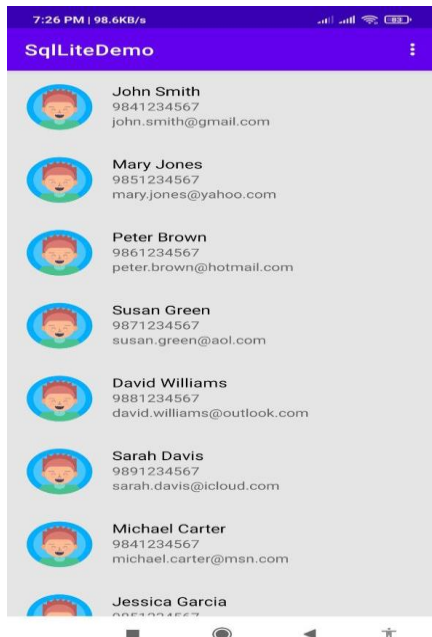 7:26 PM | 98.6KB/s
83
SqlLiteDemo
John Smith
9841234567
john.smith@gmail.com
Mary Jones
9851234567
mary.jones@yahoo.com
Peter Brown
9861234567
peter.brown@hotmail.com
Susan Green
9871234567
susan.green@aol.com
David Williams
9881234567
david.williams@outlook.com
Sarah Davis
9891234567
sarah.davis@icloud.com
Michael Carter
9841234567
michael.carter@msn.com
Jessica Garcia